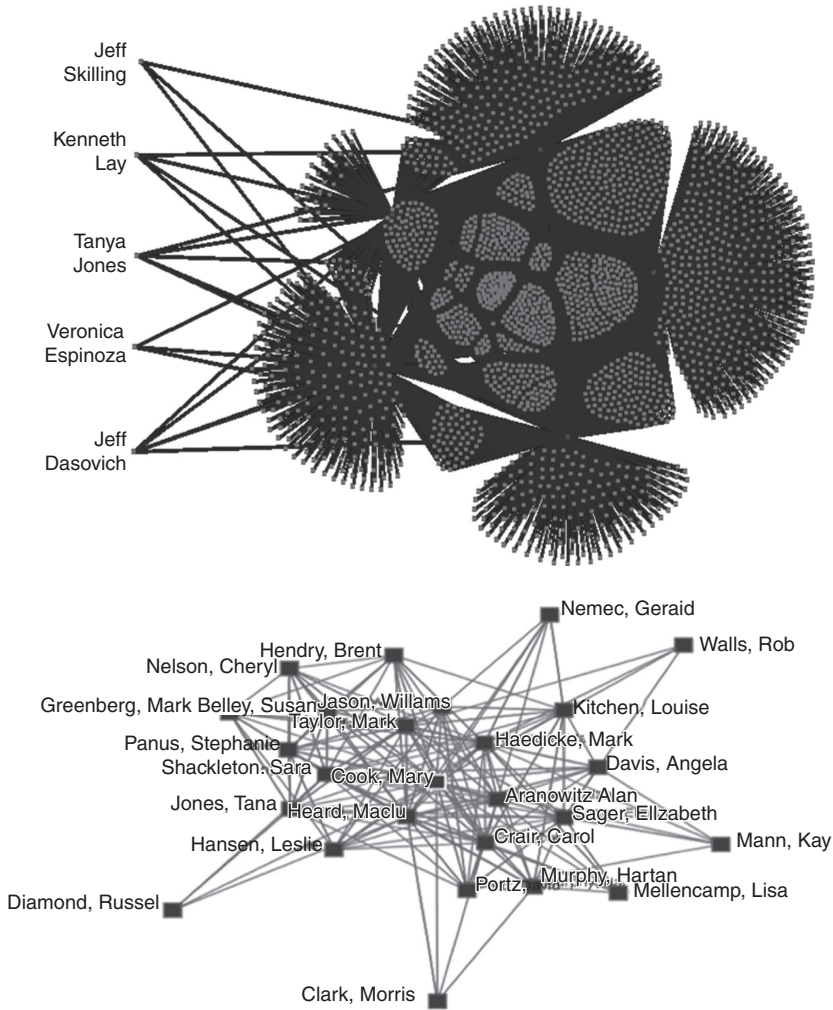 Jeff
Skilling
Kenneth
Lay
Tanya
Jones
Veronica
Espinoza
Jeff
Dasovich
Nemec, Geraid
Walls, Rob
Hendry, Brent
Nelson, Cheryl
Greenberg, Mark Belley, Susan Jason, Willams
Kitchen, Louise
Taylor, Mark
Panus, Stephanie
Haedicke, Mark
Shackleton. Sara
Davis, Angela
Cook, Mary
Jones, Tana
Heard, Maclu
Aranowitz Alan
Sager, Ellzabeth
Hansen, Leslie
Crair, Carol
Mann, Kay
Portz,
Murphy, Hartan
Mellencamp, Lisa
Diamond, Russel
Clark, Morris